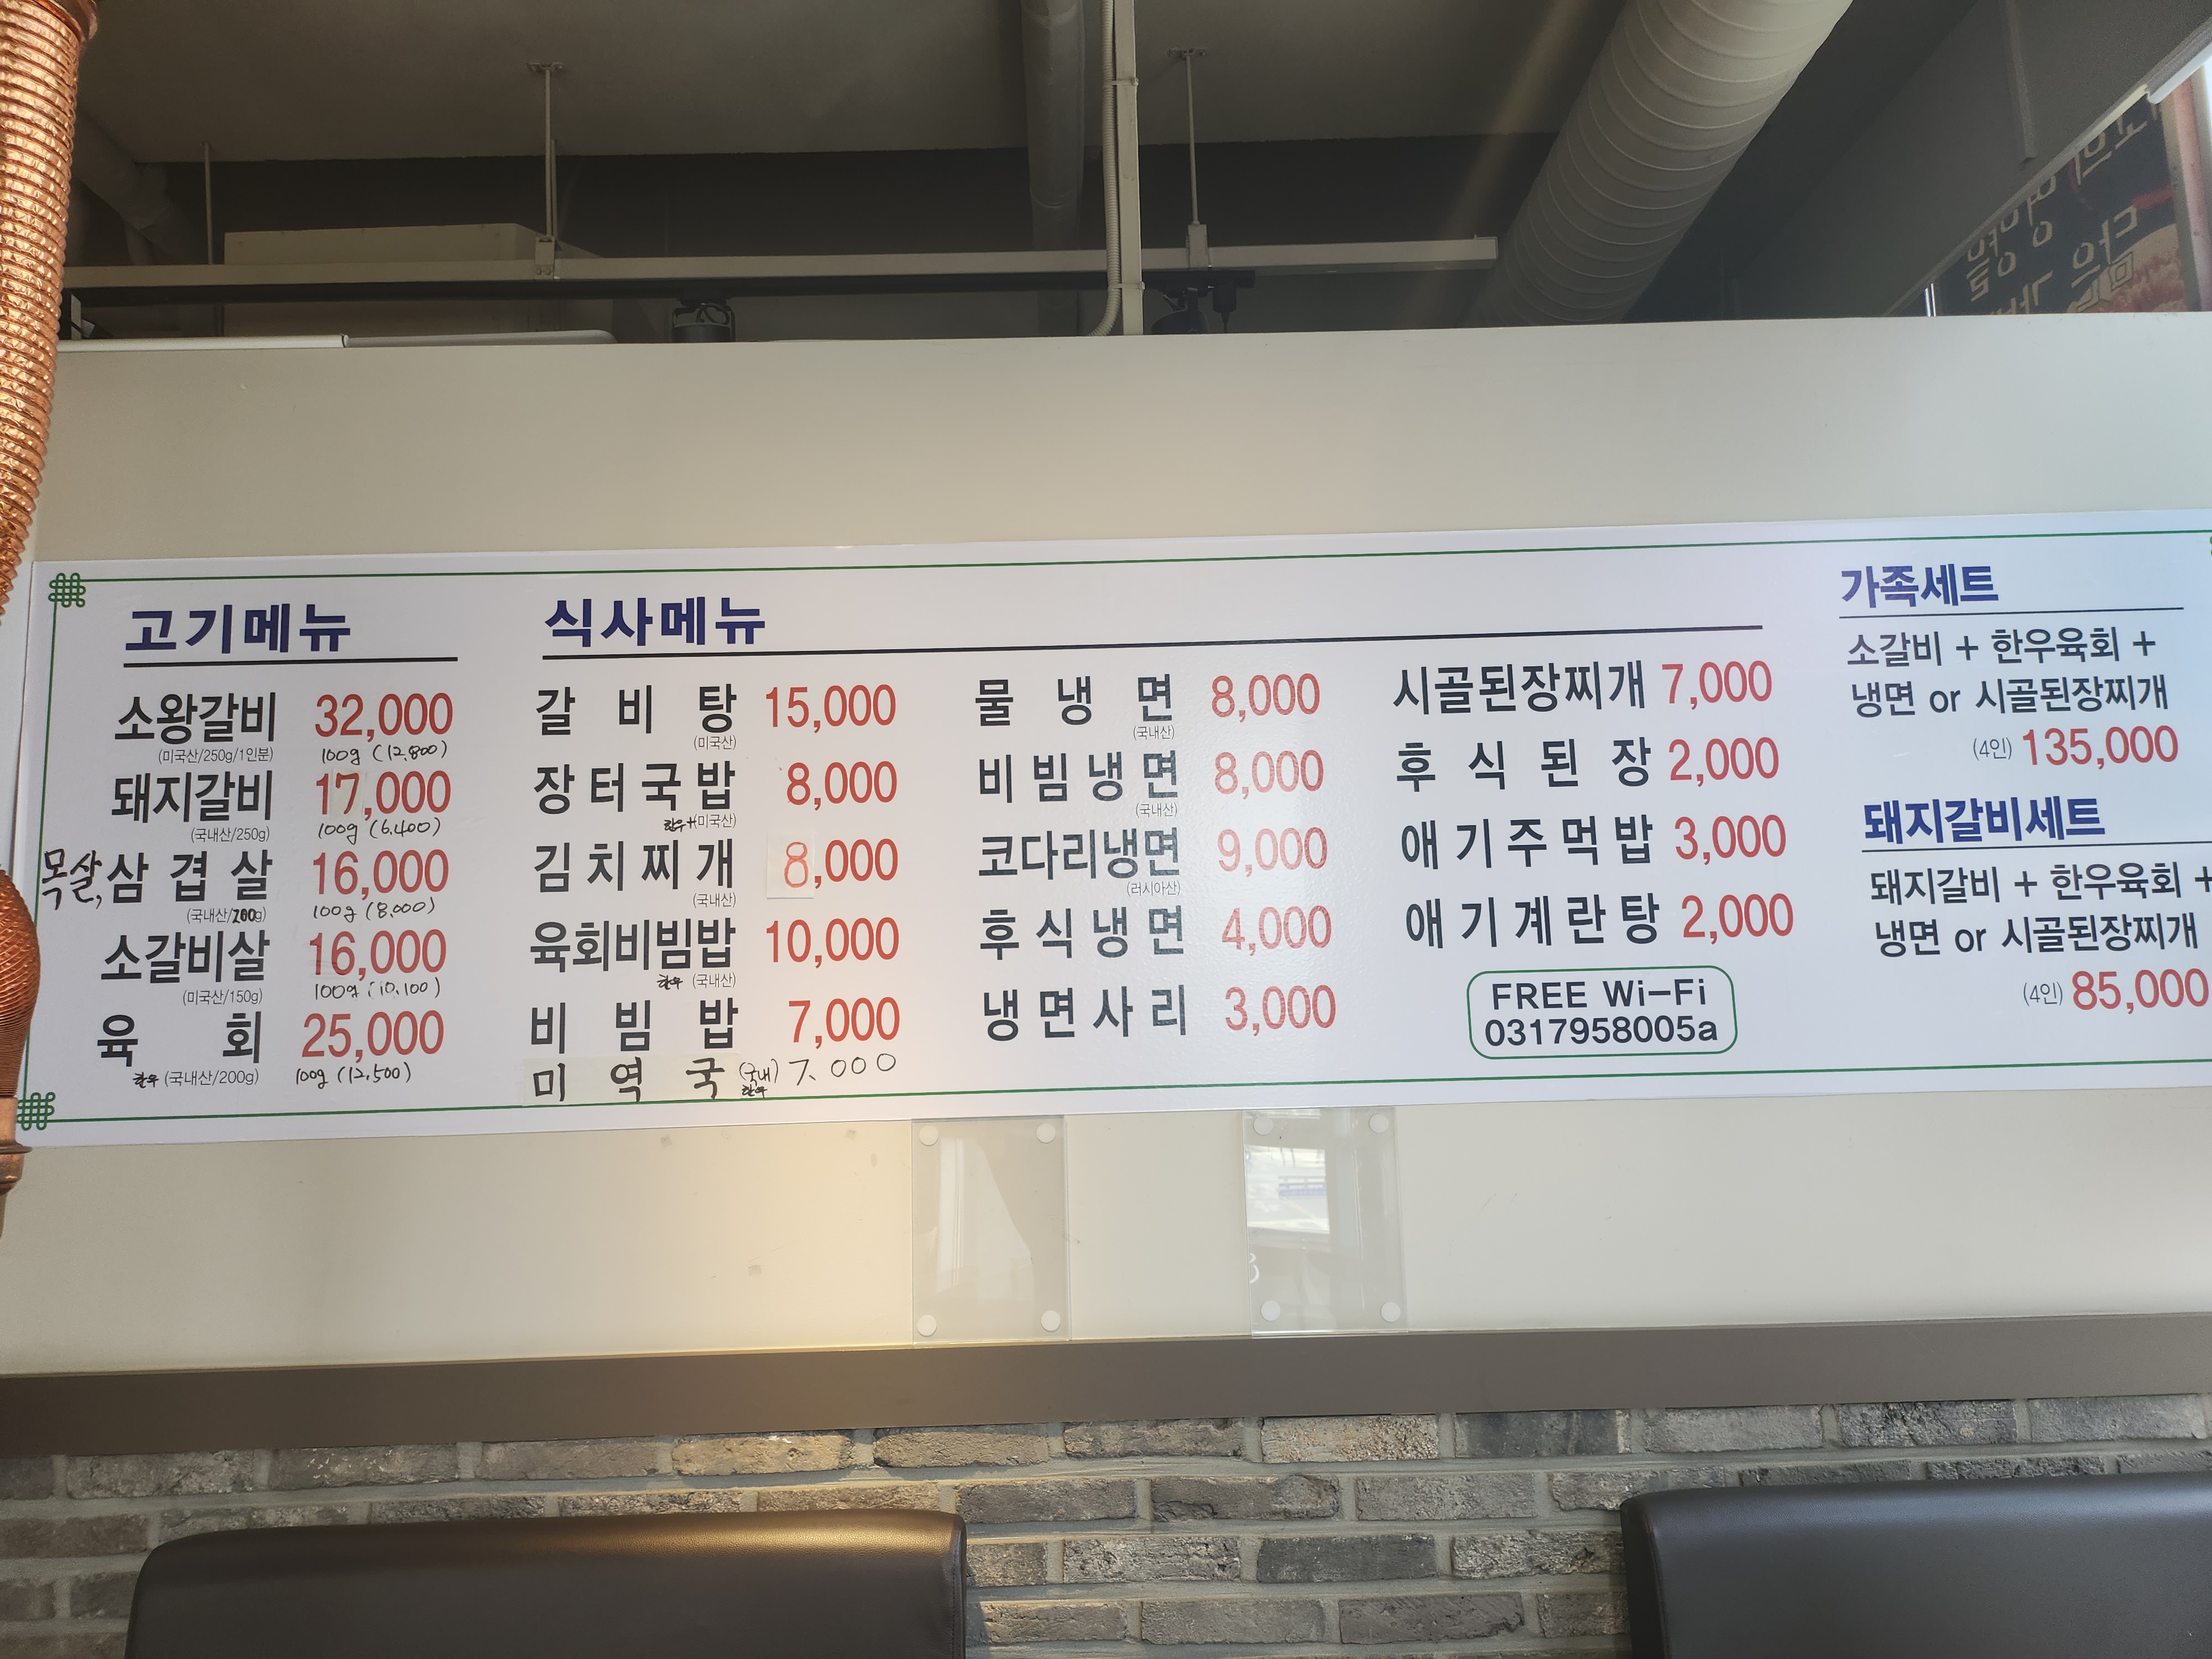 고기메뉴
소왕갈비 32,000
(미국산/250g/1인분) 100g (12,800)
돼지갈비 17,000
(국내산/250g) 100g (6,400)
목살, 삼겹살 16,000
(국내산/200g) 100g (8,000)
소갈비살 16,000
(미국산/150g) 100g (10,100)
육회 25,000
한우 (국내산/200g) 100g (12,500)
식사메뉴
갈비탕 15,000
(미국산)
장터국밥 8,000
한우+(미국산)
김치찌개 8,000
(국내산)
육회비빔밥 10,000
한우 (국내산)
비빔밥 7,000
미역국 (국내) 7,000
한우
물냉면 8,000
(국내산)
비빔냉면 8,000
(국내산)
코다리냉면 9,000
(러시아산)
후식냉면 4,000
냉면사리 3,000
시골된장찌개 7,000
후식된장 2,000
애기주먹밥 3,000
애기계란탕 2,000
FREE Wi-Fi
0317958005a
가족세트
소갈비 + 한우육회 +
냉면 or 시골된장찌개
(4인) 135,000
돼지갈비세트
돼지갈비 + 한우육회 +
냉면 or 시골된장찌개
(4인) 85,000